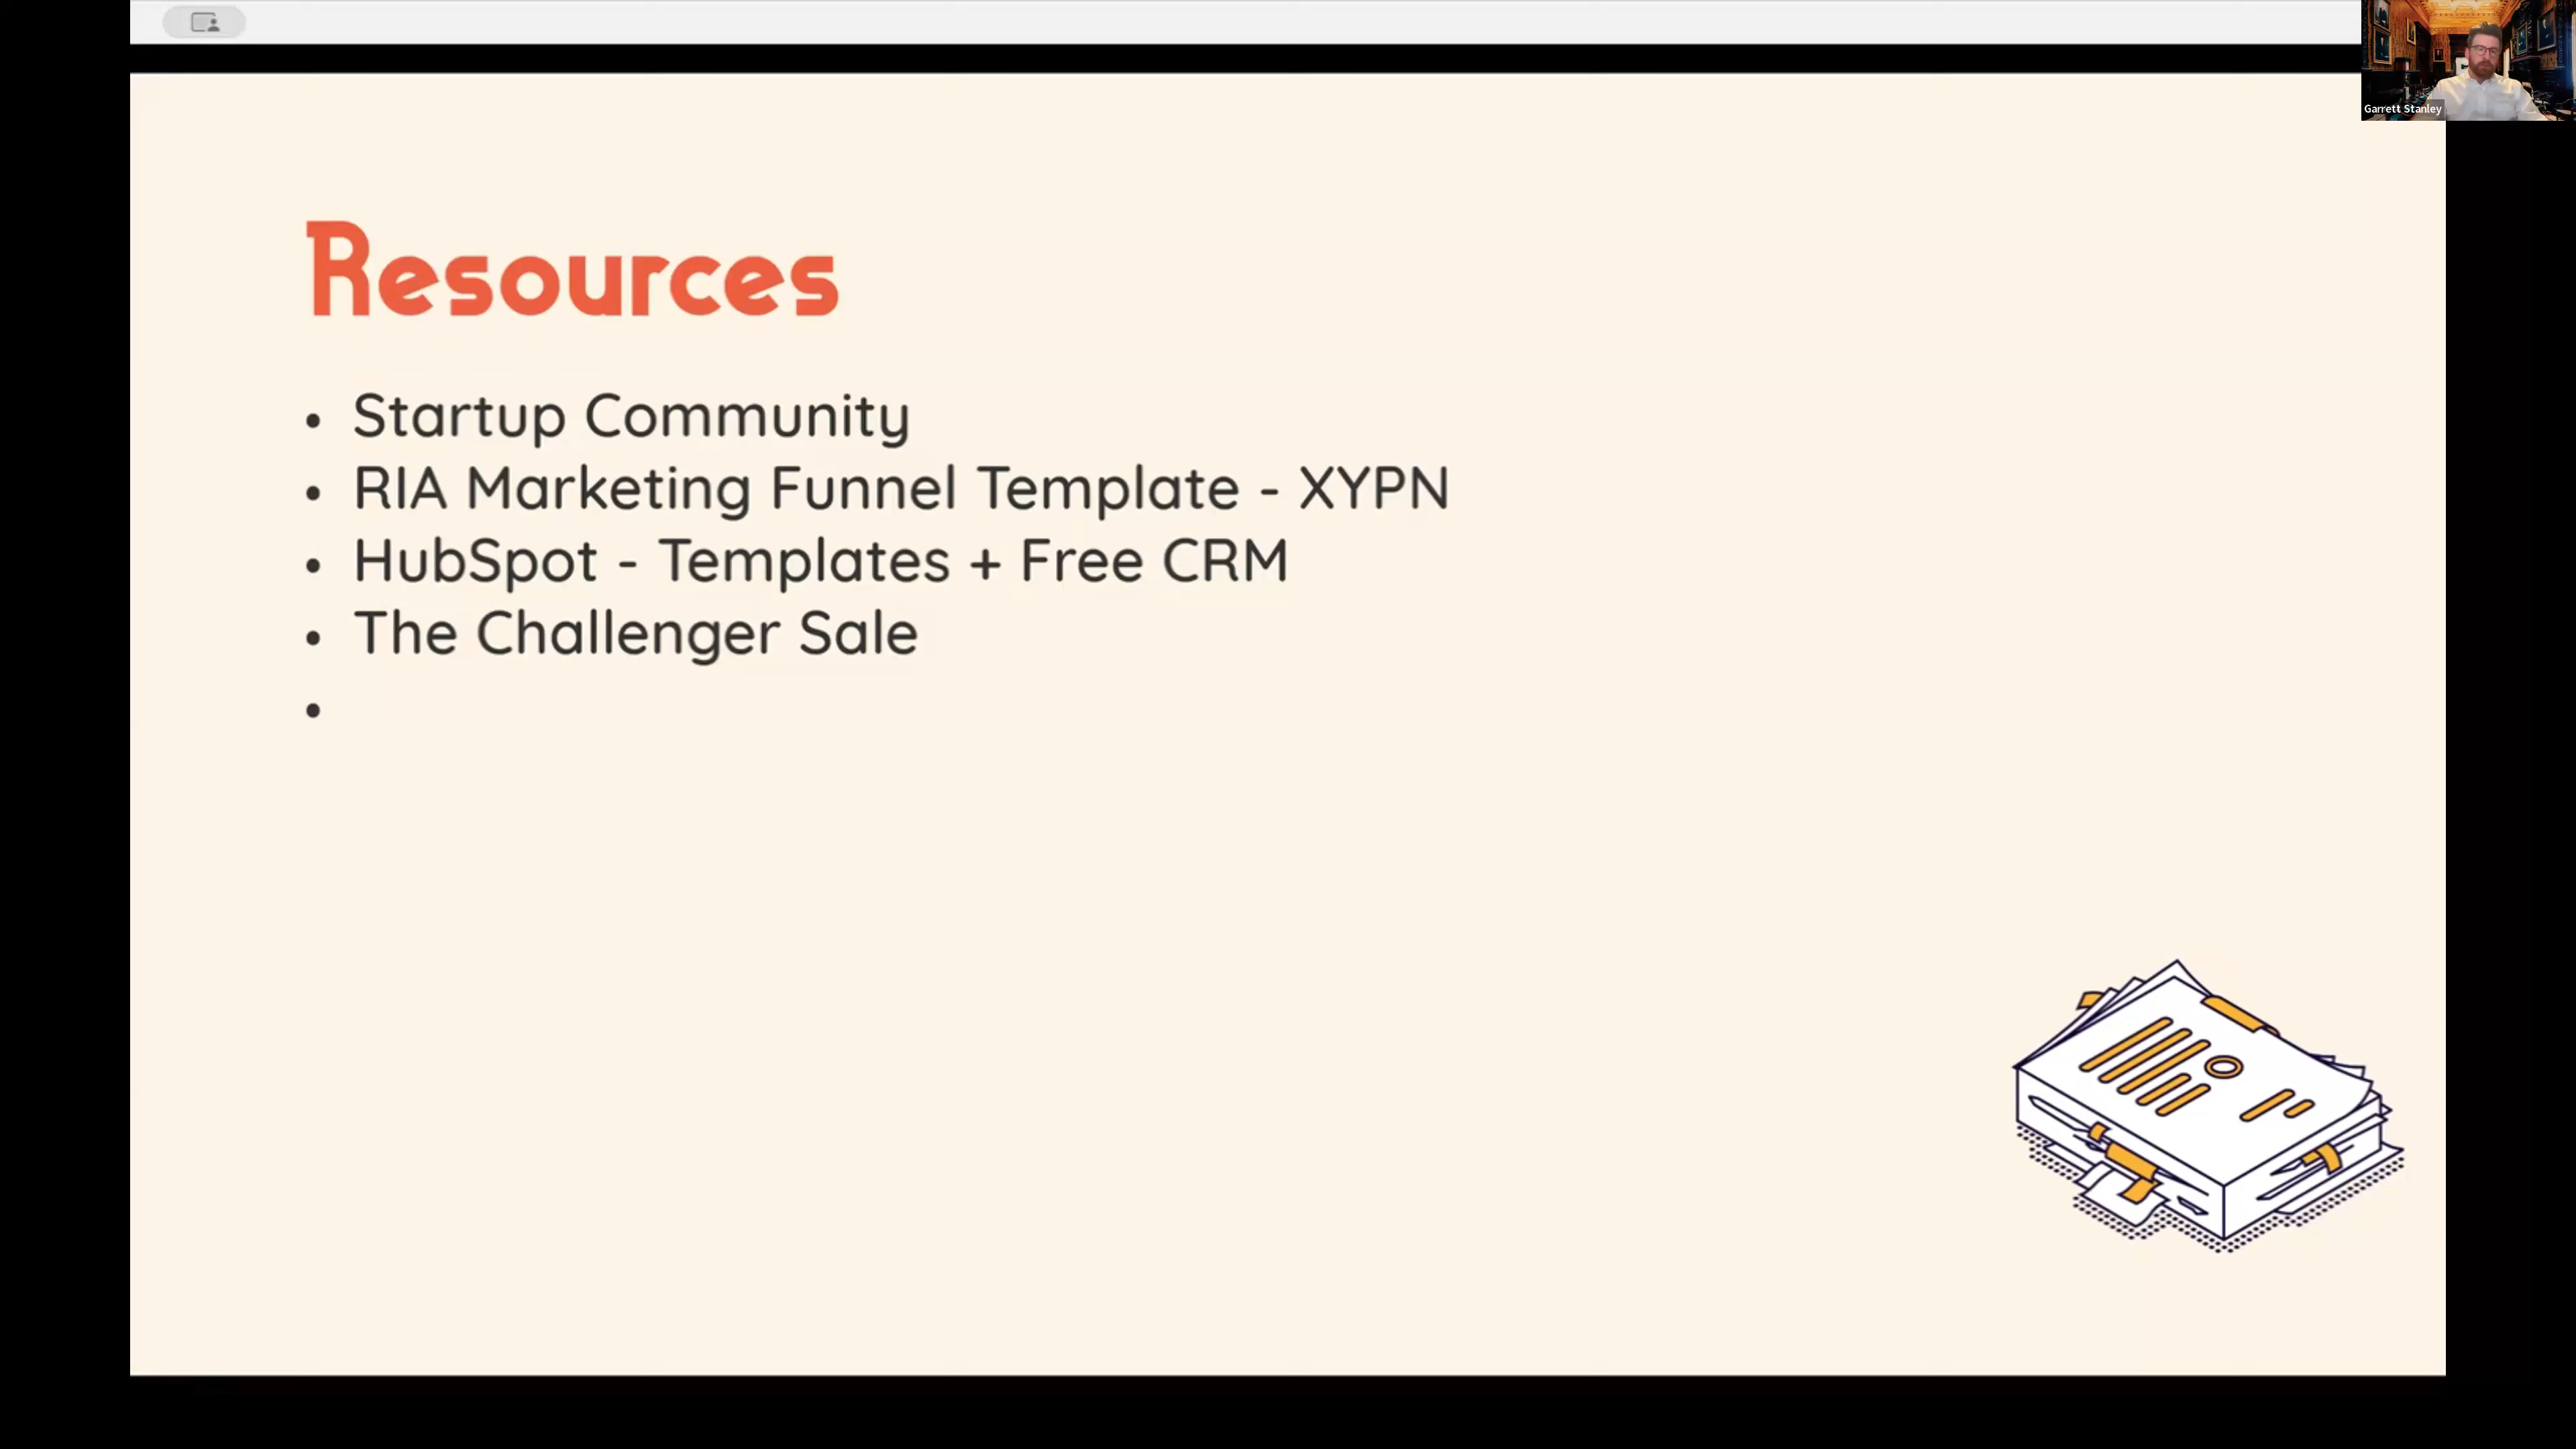 Garrett Stanley
Resources
• Startup Community
• RIA Marketing Funnel Template - XYPN
• HubSpot - Templates + Free CRM
• The Challenger Sale
•